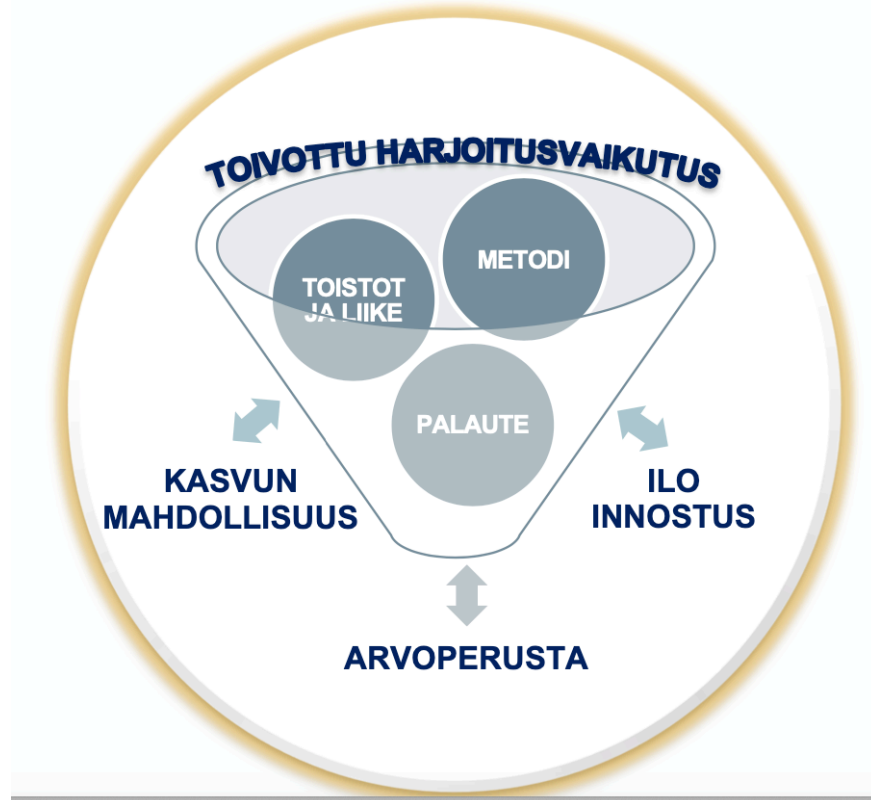 TOIVOTTU HARJOITUSVAIKUTUS
METODI
TOISTOT
JA LIIKE
PALAUTE
KASVUN
MAHDOLLISUUS
ILO
INNOSTUS
ARVOPERUSTA